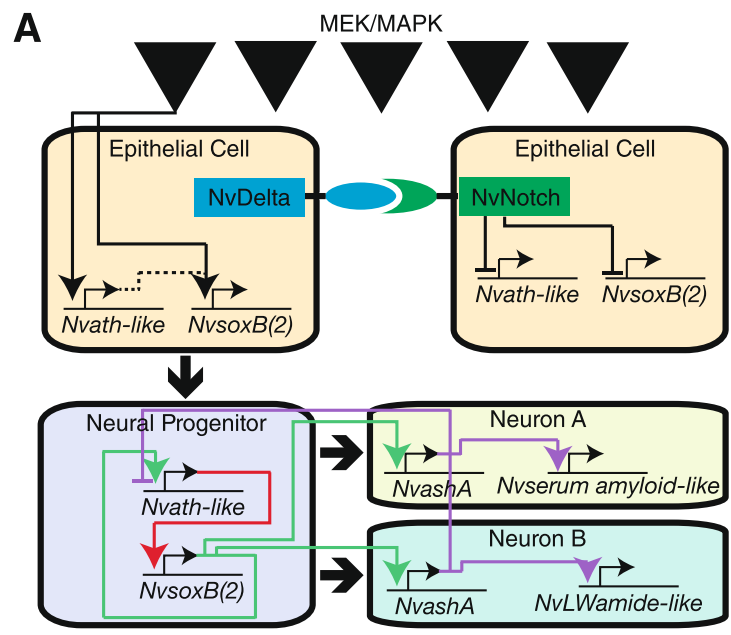 A
MEK/MAPK
Epithelial Cell
Epithelial Cell
NvDelta
NvNotch
Nvath-like
NvsoxB(2)
Nvath-like
NvsoxB(2)
Neural Progenitor
Nvath-like
NvsoxB(2)
Neuron A
NvashA
Nvserum amyloid-like
Neuron B
NvashA
NvLWamide-like